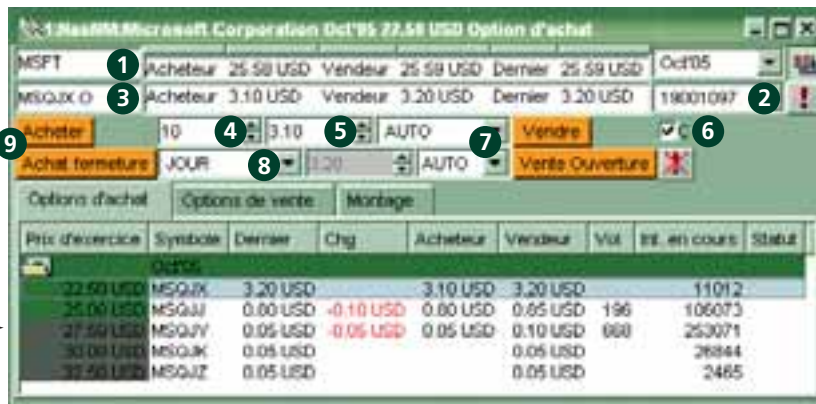 1:NasNM:Microsoft Corporation Oct'05 22.50 USD Option d'achat
MSFT 1 Acheteur 25.58 USD Vendeur 25.59 USD Dernier 25.59 USD Oct'05
MSQJX O 3 Acheteur 3.10 USD Vendeur 3.20 USD Dernier 3.20 USD 19001097 2
9 Acheter 10 4 3.10 5 AUTO 7 Vendre 6
Achat fermeture JOUR 8 3.20 AUTO Vente Ouverture
Options d'achat Options de vente Montage
Prix d'exercice Symbole Dernier Chg Acheteur Vendeur Vol Int. en cours Statut
Oct'05
22.50 USD MSQJX 3.20 USD 3.10 USD 3.20 USD 11012
25.00 USD MSQJJ 0.80 USD -0.10 USD 0.80 USD 0.85 USD 196 106073
27.50 USD MSQJY 0.05 USD -0.05 USD 0.05 USD 0.10 USD 668 253071
30.00 USD MSQJK 0.05 USD 0.05 USD 26844
32.50 USD MSQJZ 0.05 USD 0.05 USD 2465